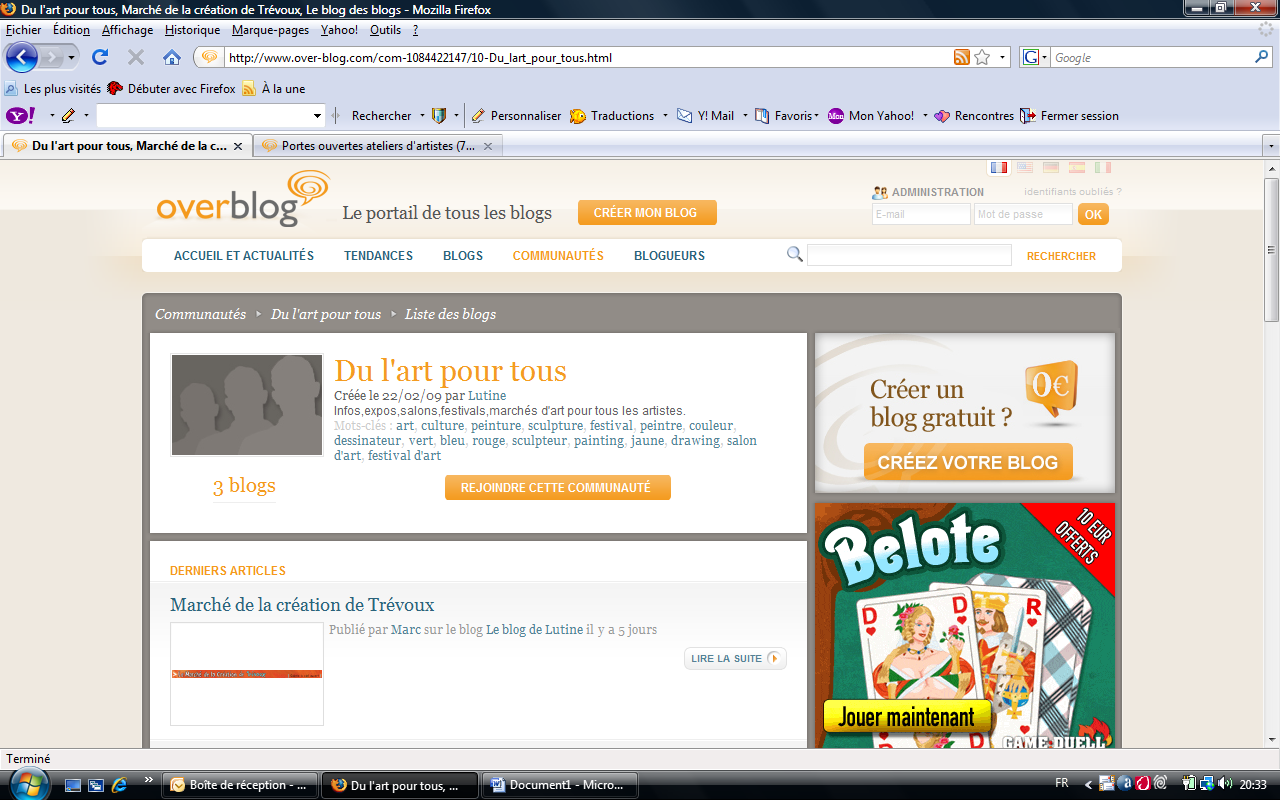 Du l'art pour tous, Marché de la création de Trévoux, Le blog des blogs - Mozilla Firefox
Fichier Édition Affichage Historique Marque-pages Yahoo! Outils ?
http://www.over-blog.com/com-1084422147/10-Du_lart_pour_tous.html
G Google
Les plus visités Débuter avec Firefox À la une
Y! Rechercher Personnaliser Traductions Y! Mail Favoris Mon Mon Yahoo! Rencontres Fermer session
Du l'art pour tous, Marché de la c... Portes ouvertes ateliers d'artistes (7...
overblog Le portail de tous les blogs CRÉER MON BLOG
ADMINISTRATION identifiants oubliés ?
E-mail Mot de passe OK
ACCUEIL ET ACTUALITÉS TENDANCES BLOGS COMMUNAUTÉS BLOGUEURS RECHERCHER
Communautés Du l'art pour tous Liste des blogs
Du l'art pour tous
Créée le 22/02/09 par Lutine
Infos,expos,salons,festivals,marchés d'art pour tous les artistes.
Mots-clés : art, culture, peinture, sculpture, festival, peintre, couleur,
dessinateur, vert, bleu, rouge, sculpteur, painting, jaune, drawing, salon
d'art, festival d'art
3 blogs
REJOINDRE CETTE COMMUNAUTÉ
Créer un
blog gratuit ?
0€
CRÉEZ VOTRE BLOG
DERNIERS ARTICLES
Marché de la création de Trévoux
Publié par Marc sur le blog Le blog de Lutine il y a 5 jours
LIRE LA SUITE
Belote
10 EUR
OFFERTS
D D R
Jouer maintenant
GAME DUELL
Terminé
Boîte de réception - ... Du l'art pour tous, ... Document1 - Micro... FR 20:33